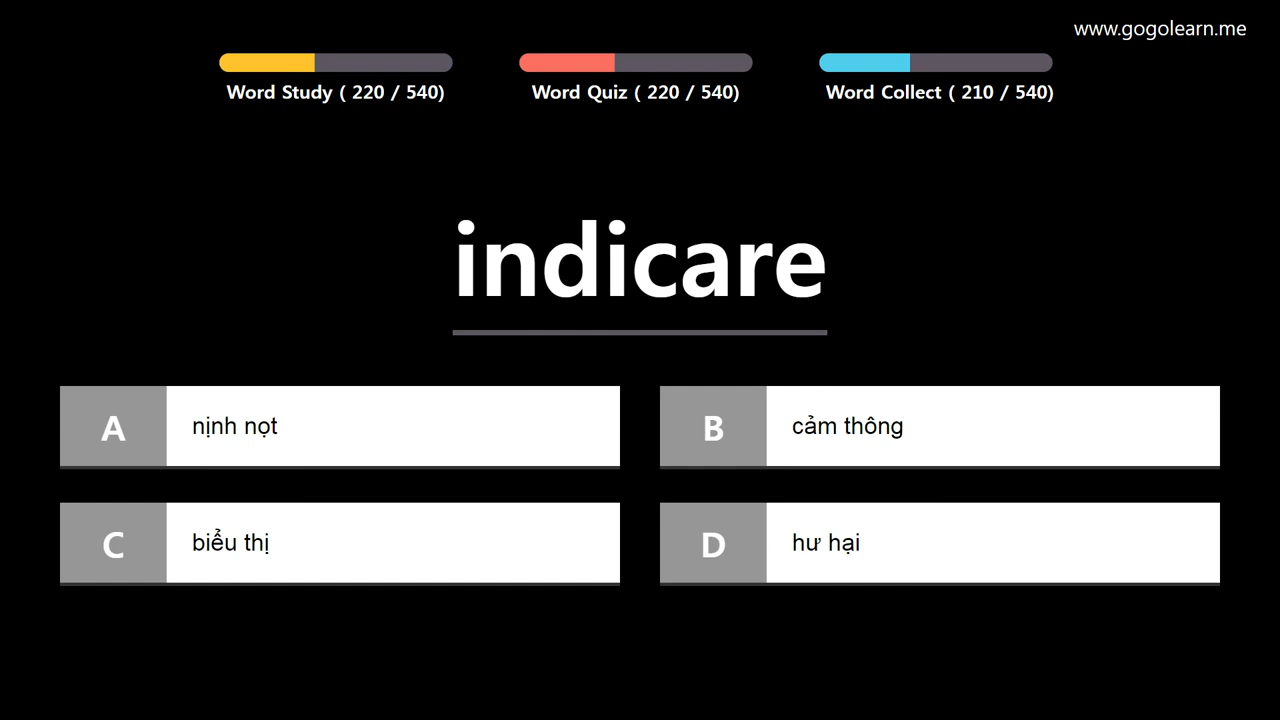 www.gogolearn.me
Word Study ( 220 / 540)
Word Quiz ( 220 / 540)
Word Collect ( 210 / 540)
indicare
A nịnh nọt
B cảm thông
C biểu thị
D hư hại